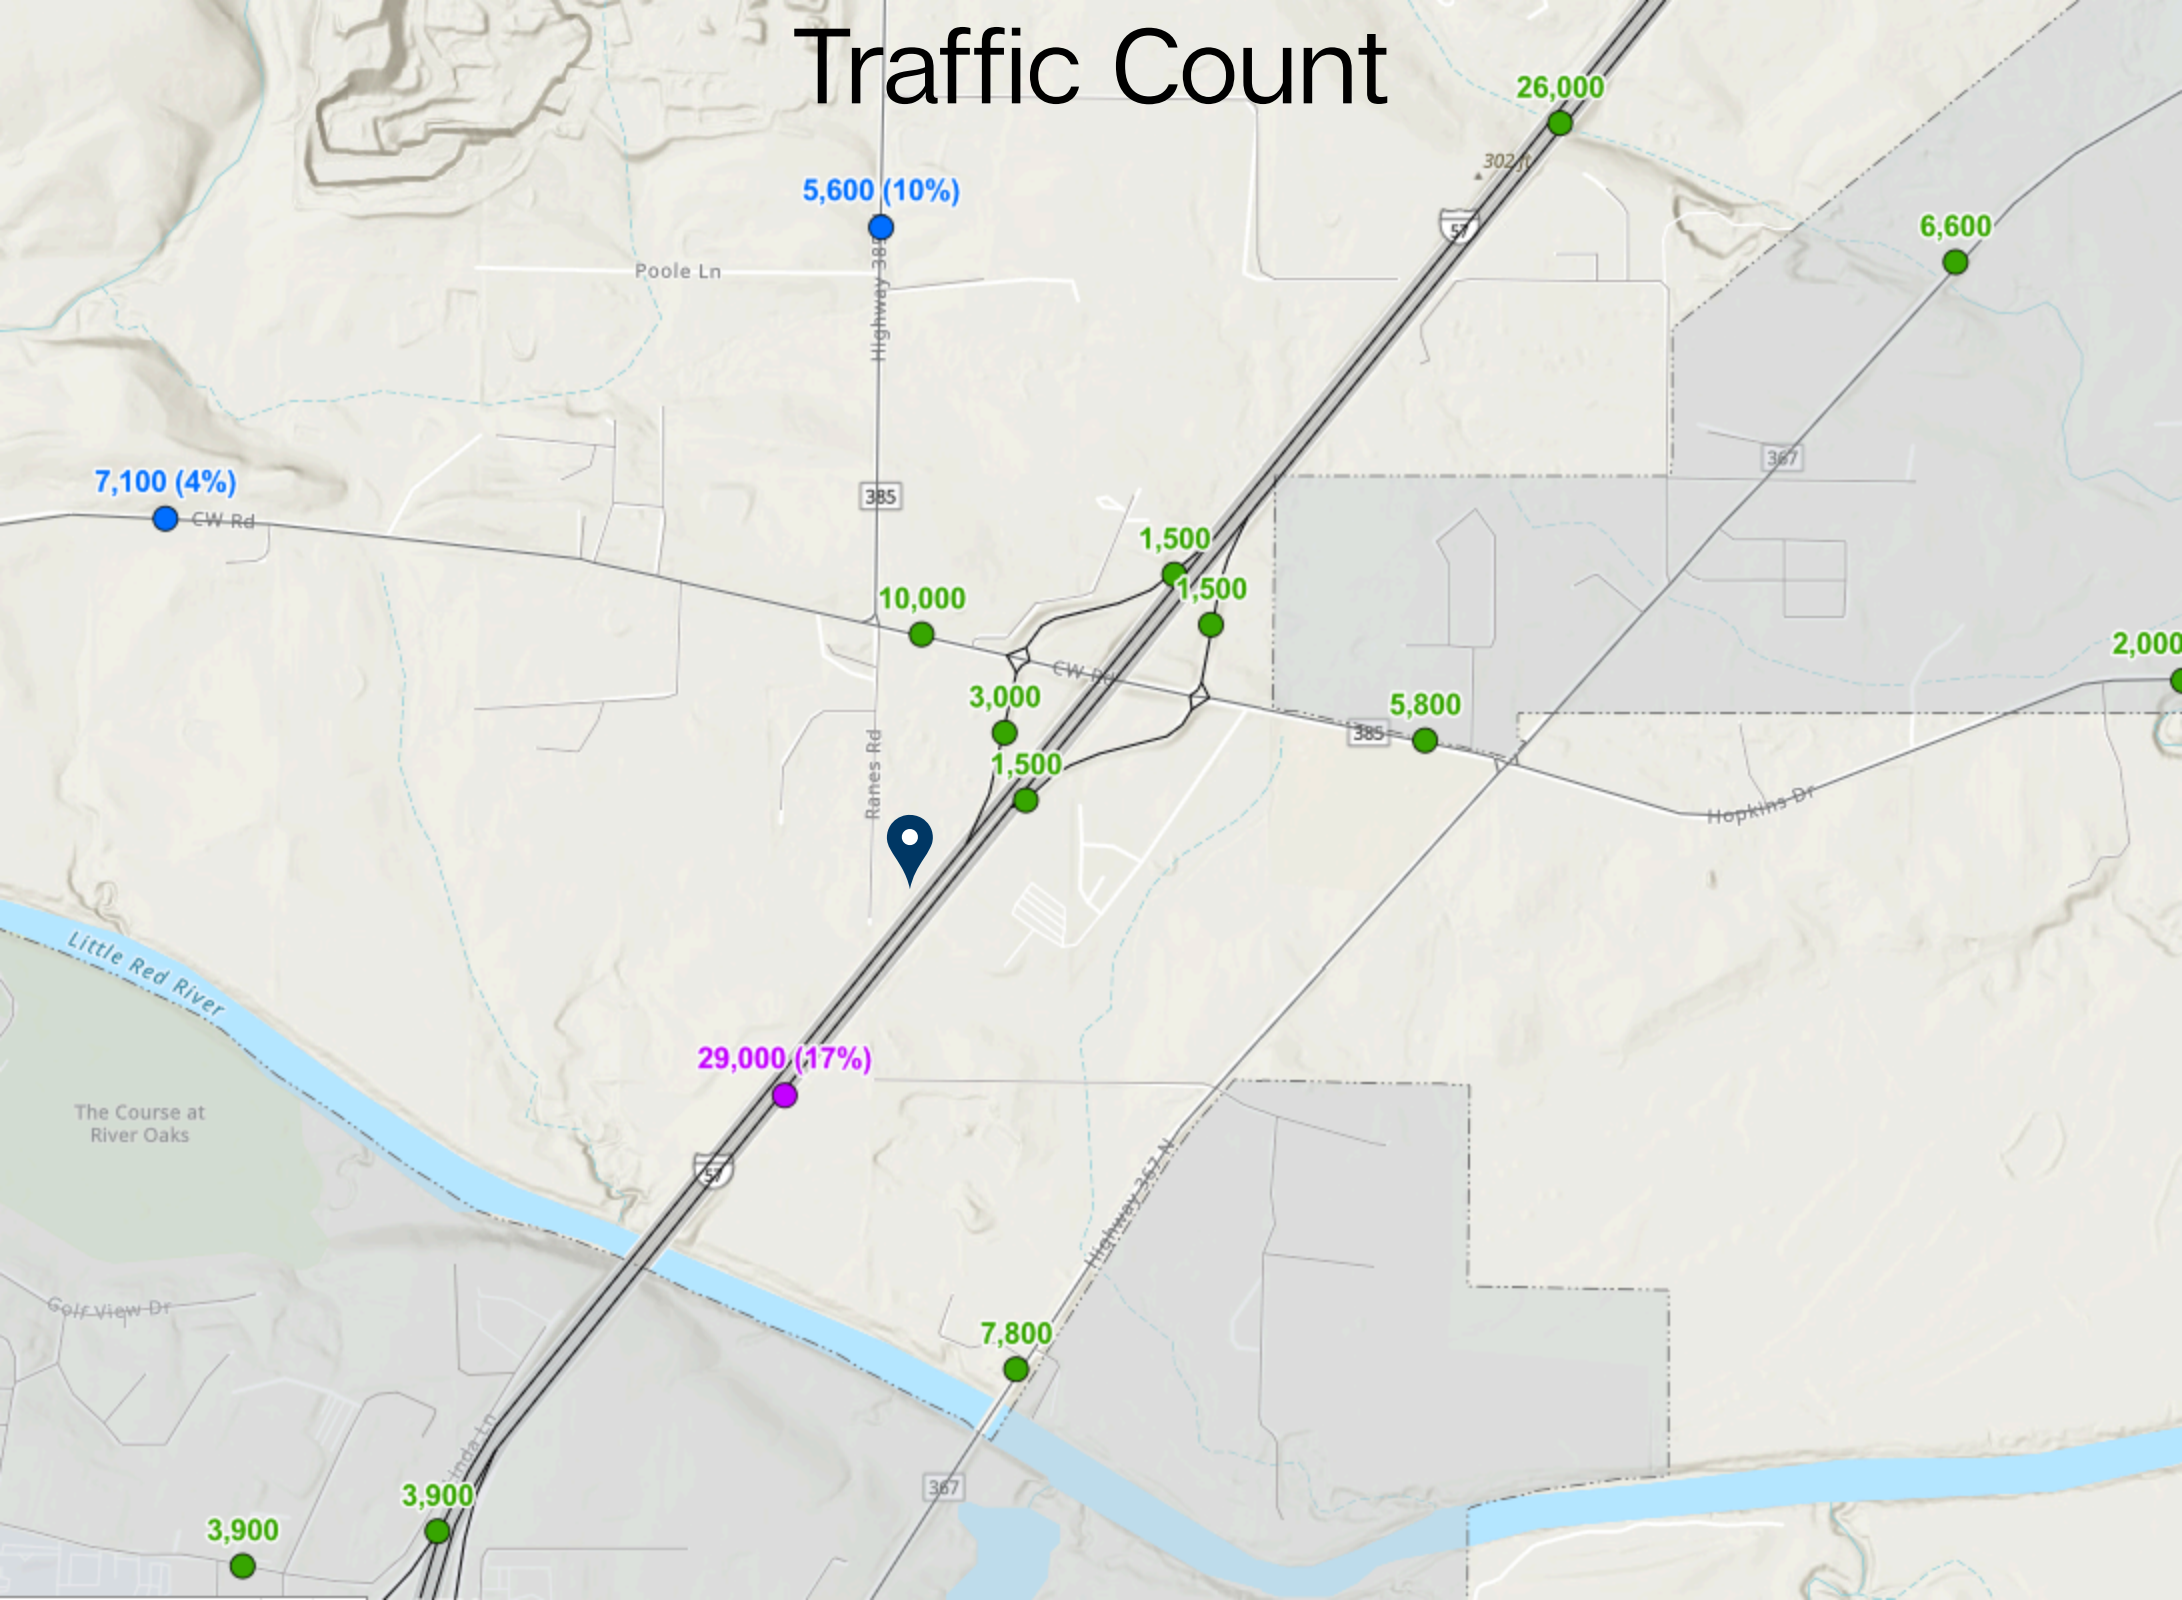 Traffic Count
26,000
302 ft
5,600 (10%)
57
6,600
Poole Ln
Highway 385
367
7,100 (4%)
CW Rd
385
1,500
1,500
10,000
CW Rd
2,000
3,000
5,800
385
1,500
Ranes Rd
Hopkins Dr
Little Red River
29,000 (17%)
The Course at
River Oaks
57
Highway 367 N
Golf View Dr
7,800
Linda Ln
367
3,900
3,900